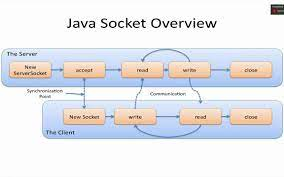 Java Socket Overview
The Server
New
ServerSocket
accept
read
write
close
Synchronization
Point
Communication
New Socket
write
read
close
The Client